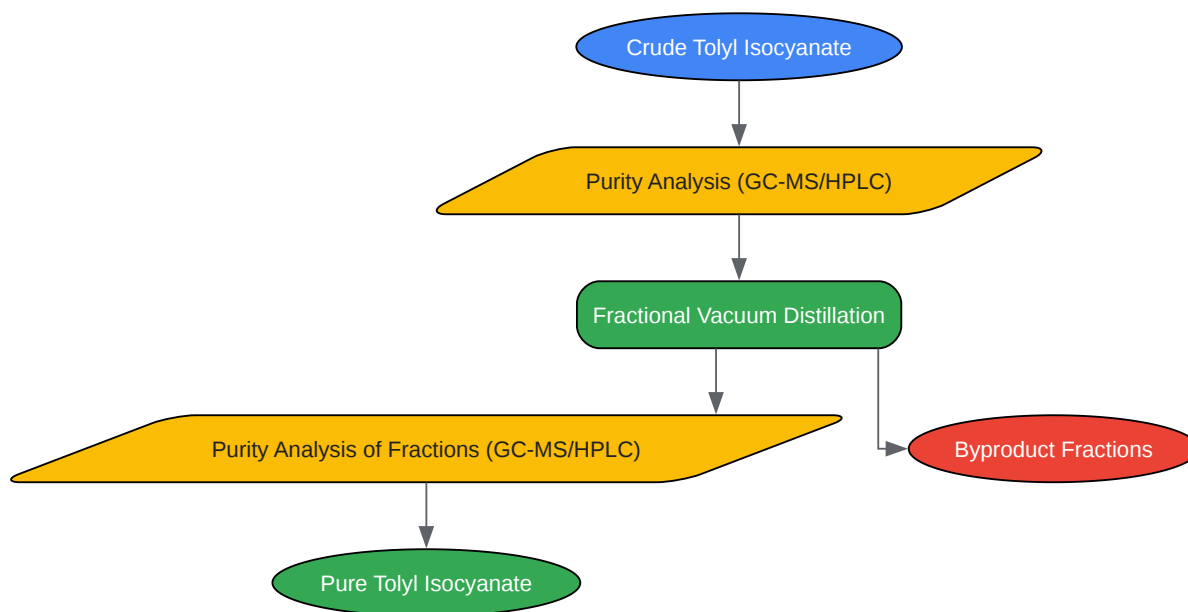 Crude Tolyl Isocyanate
Purity Analysis (GC-MS/HPLC)
Fractional Vacuum Distillation
Purity Analysis of Fractions (GC-MS/HPLC)
Byproduct Fractions
Pure Tolyl Isocyanate